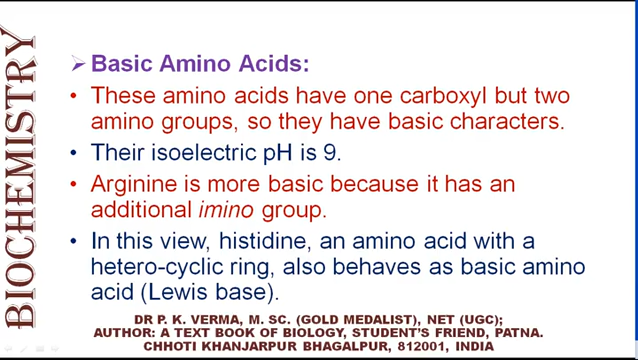 BIOCHEMISTRY
Basic Amino Acids:
These amino acids have one carboxyl but two
amino groups, so they have basic characters.
Their isoelectric pH is 9.
Arginine is more basic because it has an
additional imino group.
In this view, histidine, an amino acid with a
hetero-cyclic ring, also behaves as basic amino
acid (Lewis base).
DR P. K. VERMA, M. SC. (GOLD MEDALIST), NET (UGC);
AUTHOR: A TEXT BOOK OF BIOLOGY, STUDENT'S FRIEND, PATNA.
CHHOTI KHANJARPUR BHAGALPUR, 812001, INDIA